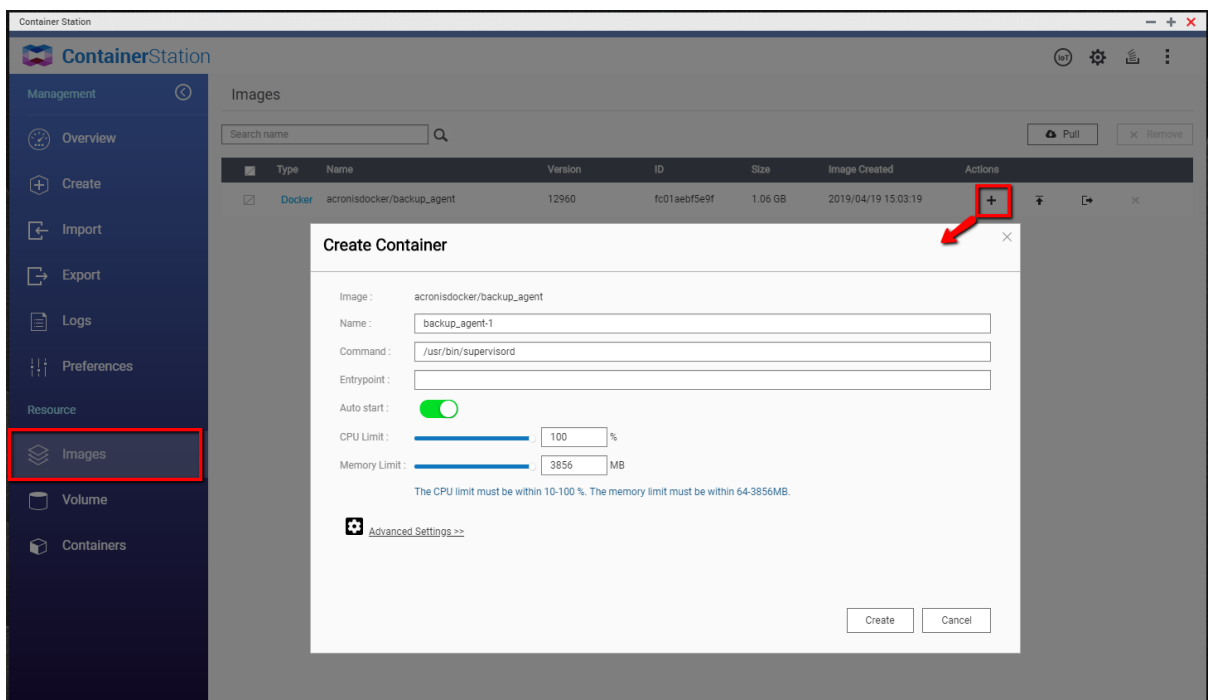 Container Station
ContainerStation
IoT
Management
Overview
Create
Import
Export
Logs
Preferences
Resource
Images
Volume
Containers
Images
Search name
Pull
Remove
Type Name Version ID Size Image Created Actions
Docker acronisdocker/backup_agent 12960 fc01aebf5e9f 1.06 GB 2019/04/19 15:03:19
Create Container
Image : acronisdocker/backup_agent
Name : backup_agent-1
Command : /usr/bin/supervisord
Entrypoint :
Auto start :
CPU Limit : 100 %
Memory Limit : 3856 MB
The CPU limit must be within 10-100 %. The memory limit must be within 64-3856MB.
Advanced Settings >>
Create Cancel